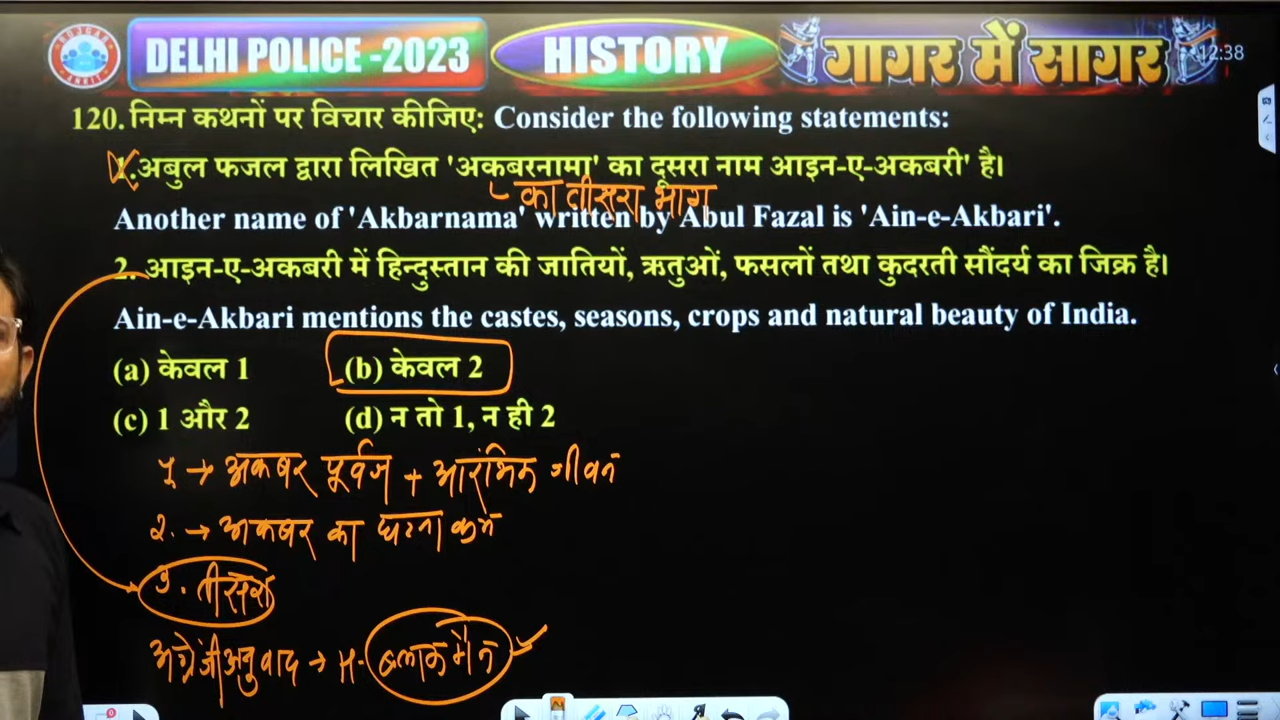 ROJGAR
WITH
ANKIT
DELHI POLICE -2023
HISTORY
गागर में सागर
12:38
120. निम्न कथनों पर विचार कीजिए: Consider the following statements:
1. अबुल फजल द्वारा लिखित 'अकबरनामा' का दूसरा नाम आइन-ए-अकबरी' है।
का तीसरा भाग
Another name of 'Akbarnama' written by Abul Fazal is 'Ain-e-Akbari'.
2. आइन-ए-अकबरी में हिन्दुस्तान की जातियों, ऋतुओं, फसलों तथा कुदरती सौंदर्य का जिक्र है।
Ain-e-Akbari mentions the castes, seasons, crops and natural beauty of India.
(a) केवल 1 (b) केवल 2
(c) 1 और 2 (d) न तो 1, न ही 2
1. → अकबर पूर्वज + आरंभिक जीवन
2. → अकबर का घटना क्रम
3. तीसरा
अंग्रेजी अनुवाद → H. ब्लाकमैन